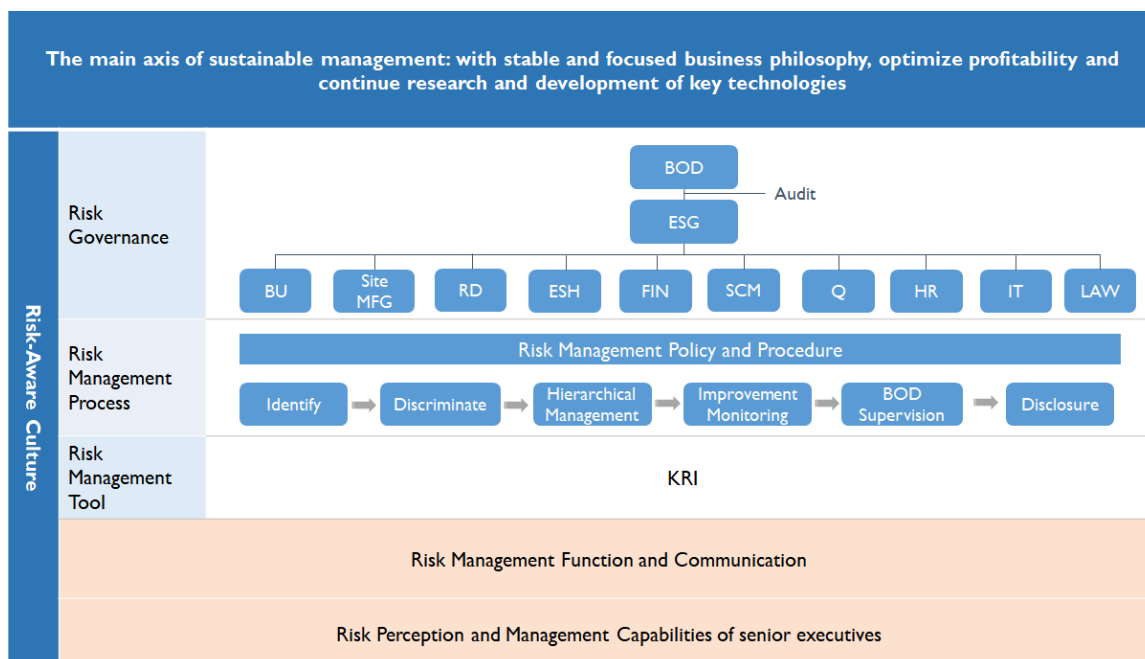 The main axis of sustainable management: with stable and focused business philosophy, optimize profitability and
continue research and development of key technologies
Risk-Aware Culture
Risk
Governance
BOD
Audit
ESG
BU
Site
MFG
RD
ESH
FIN
SCM
Q
HR
IT
LAW
Risk
Management
Process
Risk Management Policy and Procedure
Identify
Discriminate
Hierarchical
Management
Improvement
Monitoring
BOD
Supervision
Disclosure
Risk
Management
Tool
KRI
Risk Management Function and Communication
Risk Perception and Management Capabilities of senior executives